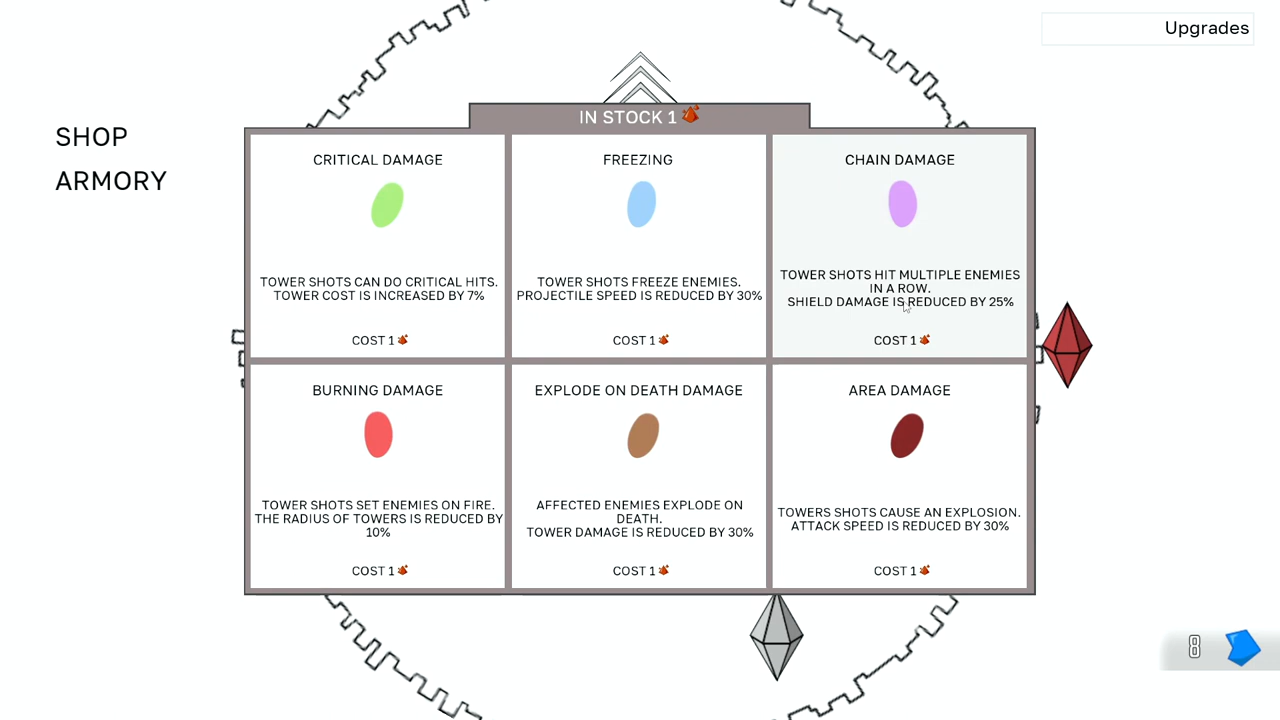 Upgrades
SHOP
ARMORY
IN STOCK 1
CRITICAL DAMAGE
TOWER SHOTS CAN DO CRITICAL HITS.
TOWER COST IS INCREASED BY 7%
COST 1
FREEZING
TOWER SHOTS FREEZE ENEMIES.
PROJECTILE SPEED IS REDUCED BY 30%
COST 1
CHAIN DAMAGE
TOWER SHOTS HIT MULTIPLE ENEMIES
IN A ROW.
SHIELD DAMAGE IS REDUCED BY 25%
COST 1
BURNING DAMAGE
TOWER SHOTS SET ENEMIES ON FIRE.
THE RADIUS OF TOWERS IS REDUCED BY
10%
COST 1
EXPLODE ON DEATH DAMAGE
AFFECTED ENEMIES EXPLODE ON
DEATH.
TOWER DAMAGE IS REDUCED BY 30%
COST 1
AREA DAMAGE
TOWERS SHOTS CAUSE AN EXPLOSION.
ATTACK SPEED IS REDUCED BY 30%
COST 1
8